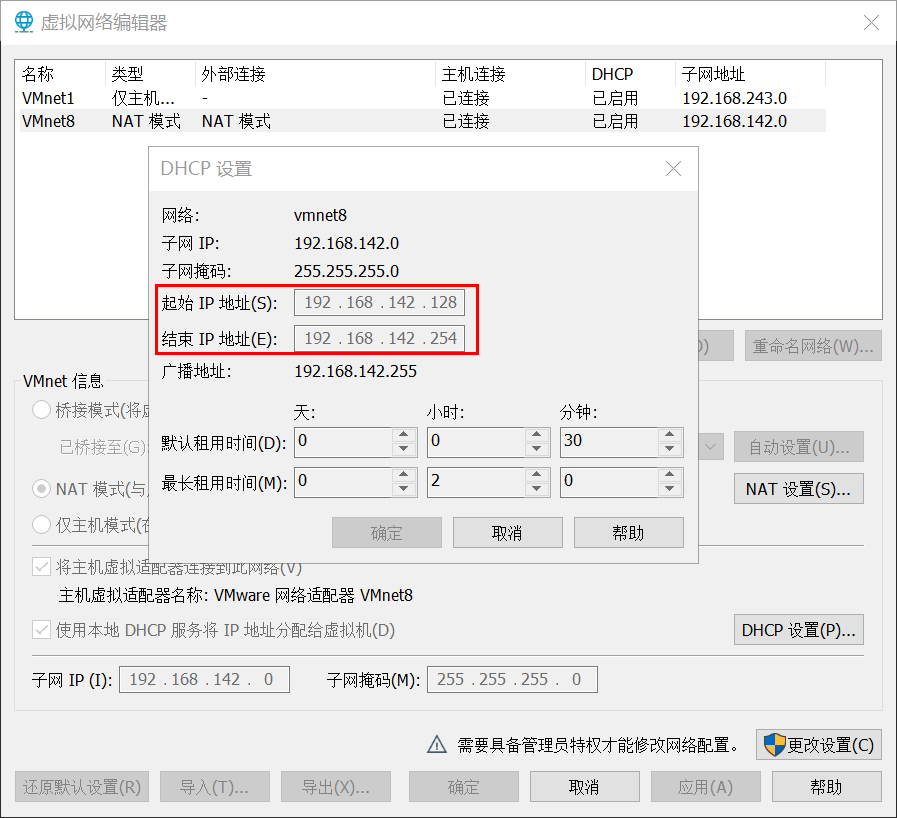 虚拟网络编辑器
名称 类型 外部连接 主机连接 DHCP 子网地址
VMnet1 仅主机... - 已连接 已启用 192.168.243.0
VMnet8 NAT 模式 NAT 模式 已连接 已启用 192.168.142.0
DHCP 设置
网络: vmnet8
子网 IP: 192.168.142.0
子网掩码: 255.255.255.0
起始 IP 地址(S): 192 . 168 . 142 . 128
结束 IP 地址(E): 192 . 168 . 142 . 254
广播地址: 192.168.142.255
天: 小时: 分钟:
默认租用时间(D): 0 0 30
最长租用时间(M): 0 2 0
确定 取消 帮助
重命名网络(W)...
VMnet 信息
桥接模式(将
已桥接至(G) 自动设置(U)...
NAT 模式(与 NAT 设置(S)...
仅主机模式(在
将主机虚拟适配器连接到此网络(V)
主机虚拟适配器名称: VMware 网络适配器 VMnet8
使用本地 DHCP 服务将 IP 地址分配给虚拟机(D) DHCP 设置(P)...
子网 IP (I): 192 . 168 . 142 . 0 子网掩码(M): 255 . 255 . 255 . 0
需要具备管理员特权才能修改网络配置。 更改设置(C)
还原默认设置(R) 导入(T)... 导出(X)... 确定 取消 应用(A) 帮助